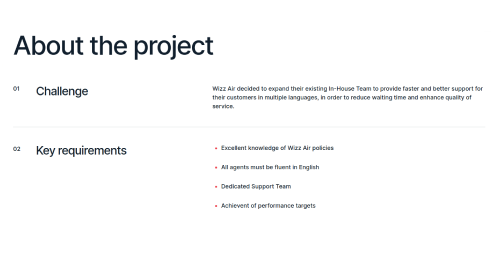 About the project
01
Challenge
Wizz Air decided to expand their existing In-House Team to provide faster and better support for
their customers in multiple languages, in order to reduce waiting time and enhance quality of
service.
02
Key requirements
Excellent knowledge of Wizz Air policies
All agents must be fluent in English
Dedicated Support Team
Achievent of performance targets